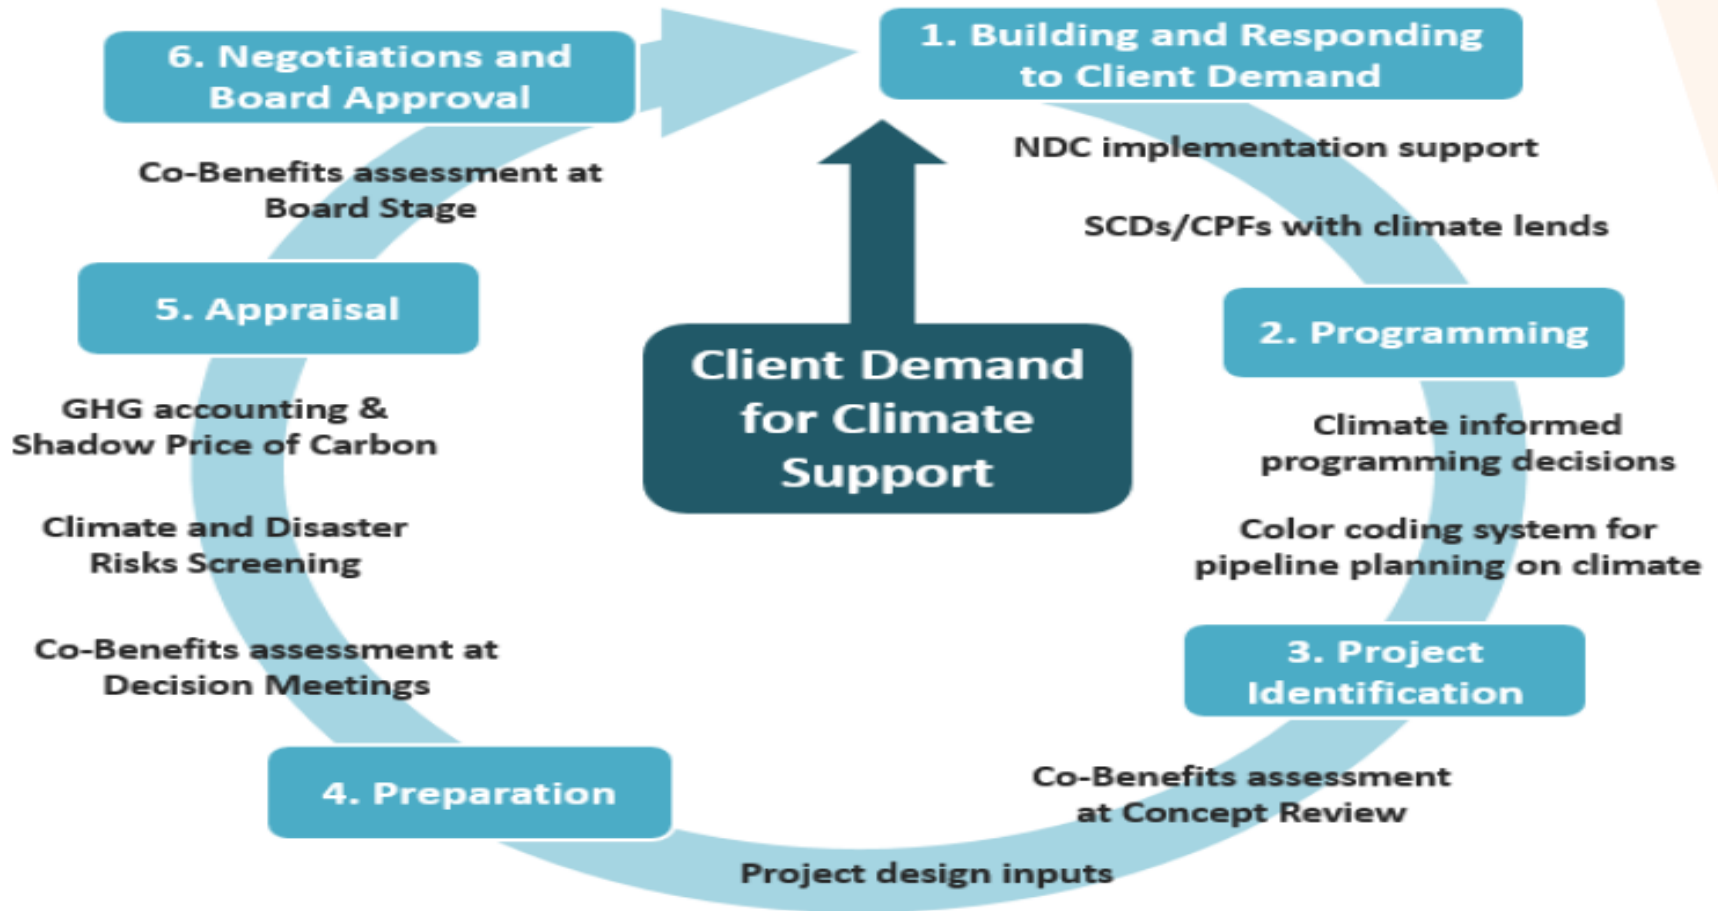 1. Building and Responding
to Client Demand
NDC implementation support
SCDs/CPFs with climate lends
2. Programming
Climate informed
programming decisions
Color coding system for
pipeline planning on climate
3. Project
Identification
Co-Benefits assessment
at Concept Review
Project design inputs
4. Preparation
Co-Benefits assessment at
Decision Meetings
Climate and Disaster
Risks Screening
GHG accounting &
Shadow Price of Carbon
5. Appraisal
Co-Benefits assessment at
Board Stage
6. Negotiations and
Board Approval
Client Demand
for Climate
Support